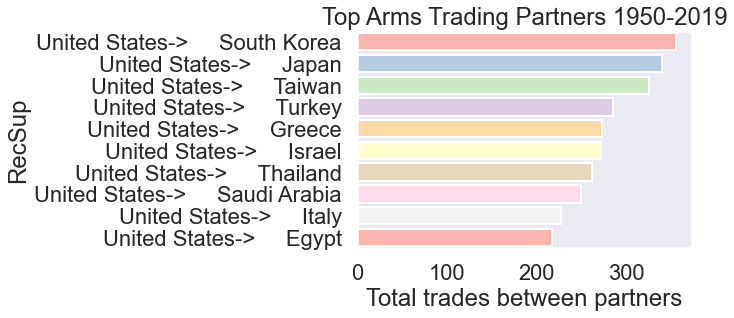 Top Arms Trading Partners 1950-2019
United States-> South Korea
United States-> Japan
United States-> Taiwan
United States-> Turkey
United States-> Greece
United States-> Israel
United States-> Thailand
United States-> Saudi Arabia
United States-> Italy
United States-> Egypt
RecSup
0 100 200 300
Total trades between partners